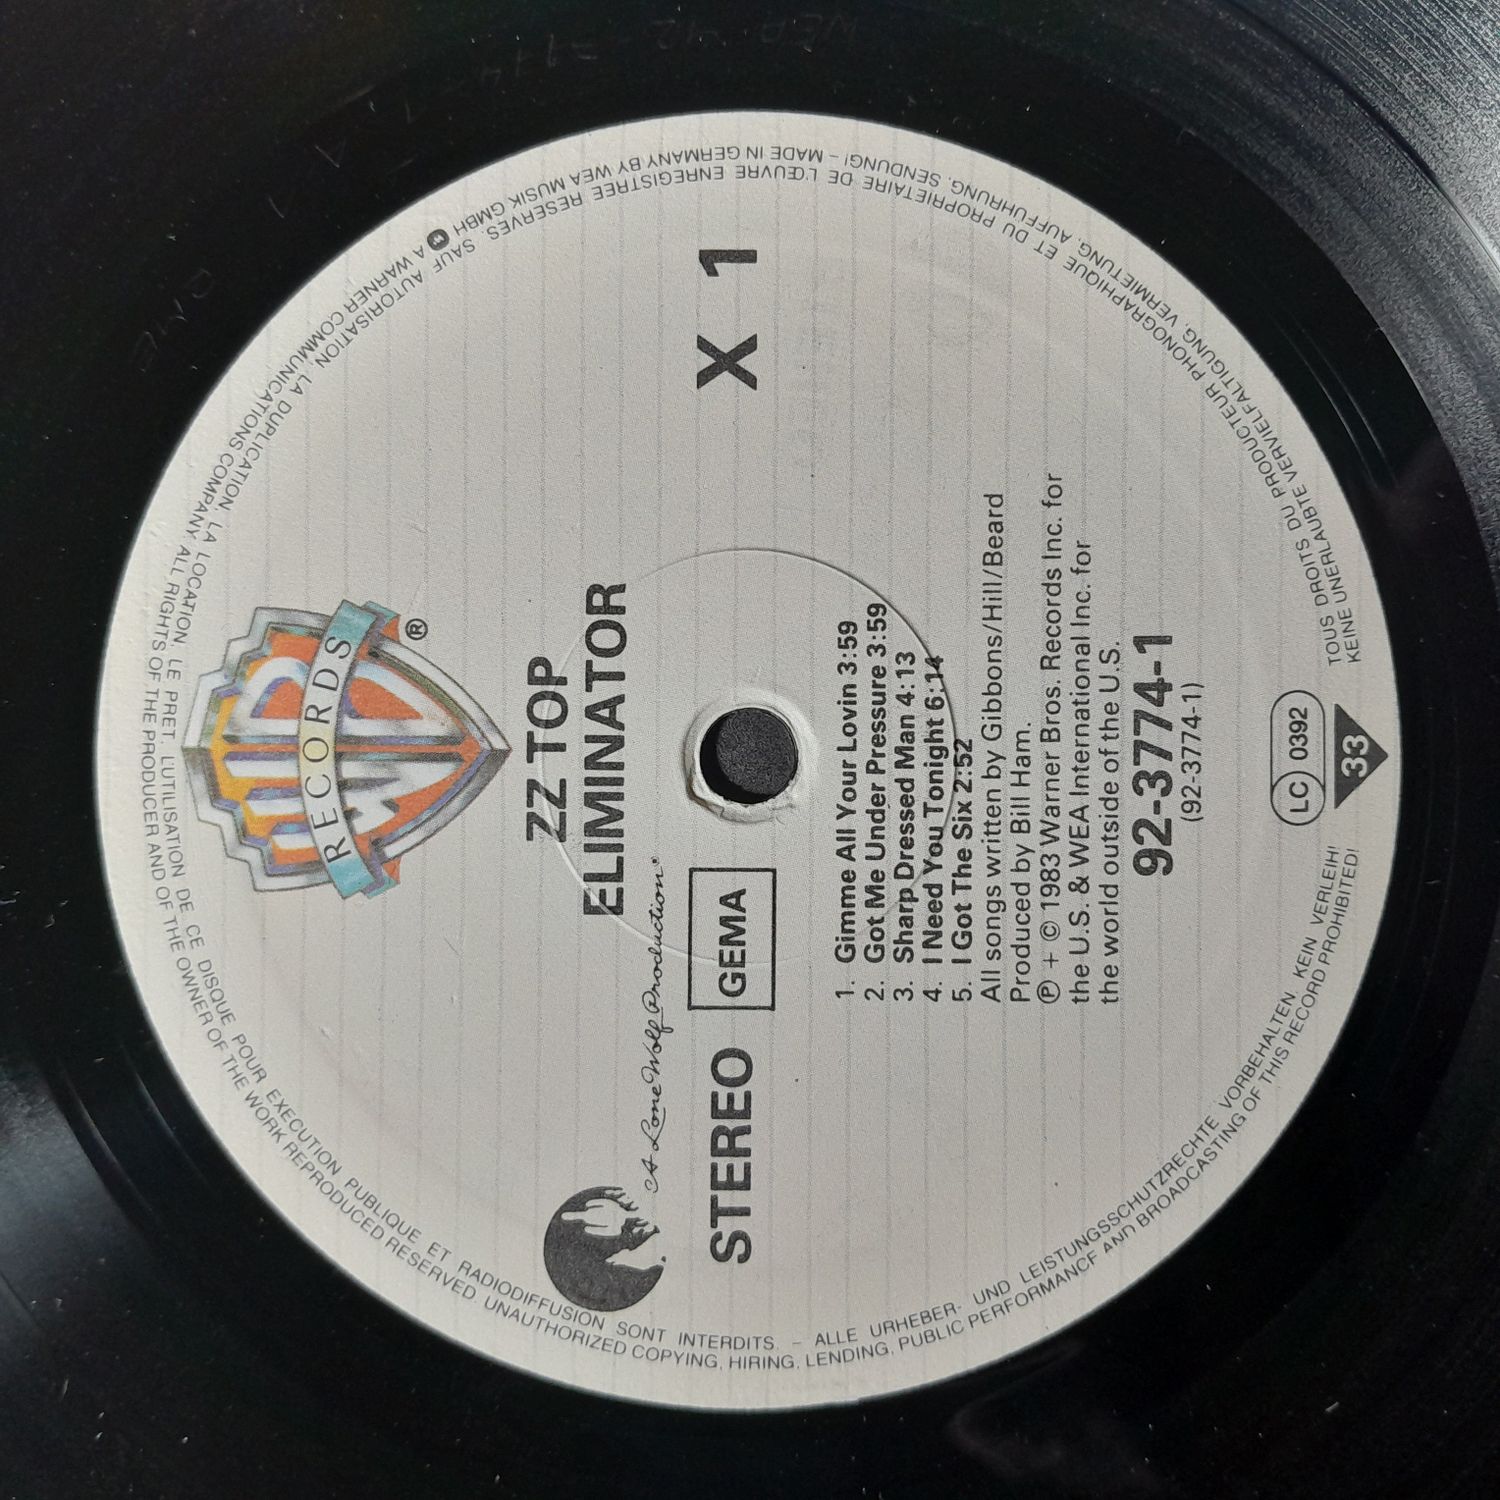 RECORDS
®
ZZ TOP
ELIMINATOR
A Lone Wolf Production
STEREO GEMA X 1
1. Gimme All Your Lovin 3:59
2. Got Me Under Pressure 3:59
3. Sharp Dressed Man 4:13
4. I Need You Tonight 6:14
5. I Got The Six 2:52
All songs written by Gibbons/Hill/Beard
Produced by Bill Ham.
℗ + © 1983 Warner Bros. Records Inc. for
the U.S. & WEA International Inc. for
the world outside of the U.S.
92-3774-1
(92-3774-1)
LC 0392
33
TOUS DROITS DU PRODUCTEUR PHONOGRAPHIQUE ET DU PROPRIETAIRE DE L'ŒUVRE ENREGISTREE RESERVES. SAUF AUTORISATION, LA DUPLICATION, LA LOCATION, LE PRET, L'UTILISATION DE CE DISQUE POUR EXECUTION PUBLIQUE ET RADIODIFFUSION SONT INTERDITS. – ALLE URHEBER- UND LEISTUNGSSCHUTZRECHTE VORBEHALTEN. KEIN VERLEIH!
KEINE UNERLAUBTE VERVIELFALTIGUNG, VERMIETUNG, AUFFUHRUNG, SENDUNG! – MADE IN GERMANY BY WEA MUSIK GMBH A WARNER COMMUNICATIONS COMPANY. ALL RIGHTS OF THE PRODUCER AND OF THE OWNER OF THE WORK REPRODUCED RESERVED. UNAUTHORIZED COPYING, HIRING, LENDING, PUBLIC PERFORMANCE AND BROADCASTING OF THIS RECORD PROHIBITED!